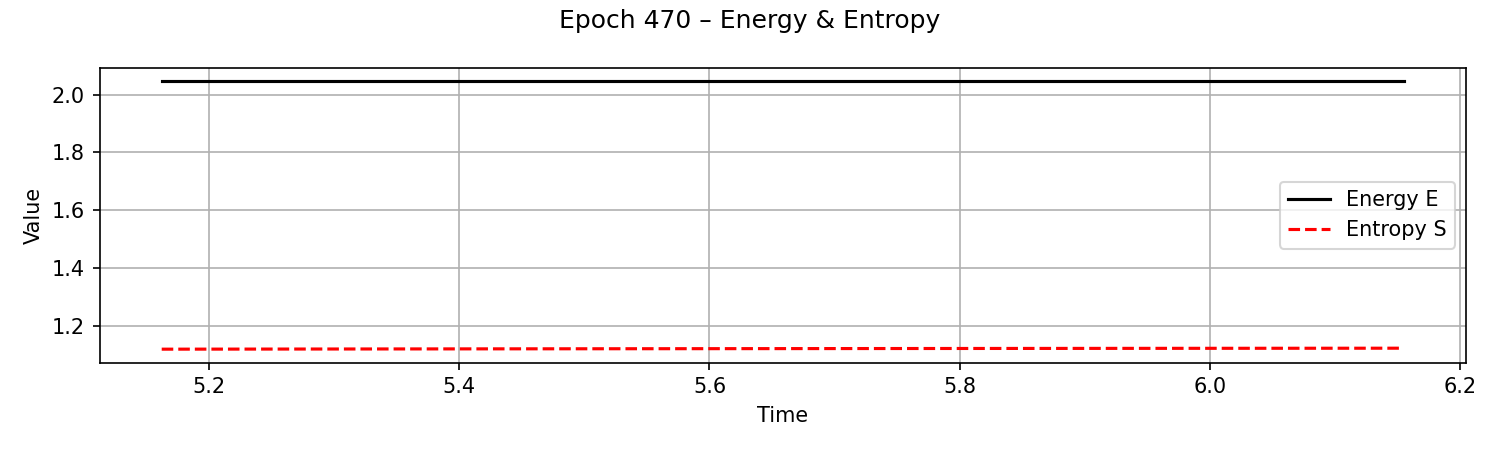 Epoch 470 – Energy & Entropy
Value
2.0
1.8
1.6
1.4
1.2
Energy E
Entropy S
5.2 5.4 5.6 5.8 6.0 6.2
Time